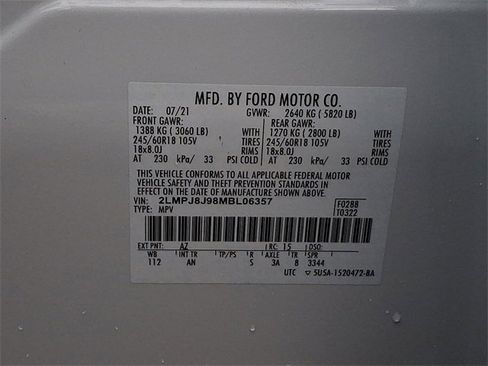 MFD. BY FORD MOTOR CO.
DATE: 07/21 GVWR: 2640 KG ( 5820 LB)
FRONT GAWR: REAR GAWR:
1388 KG ( 3060 LB) WITH 1270 KG ( 2800 LB) WITH
245/60R18 105V TIRES 245/60R18 105V TIRES
18x8.0J RIMS 18x8.0J RIMS
AT 230 kPa/ 33 PSI COLD AT 230 kPa/ 33 PSI COLD
THIS VEHICLE CONFORMS TO ALL APPLICABLE FEDERAL MOTOR
VEHICLE SAFETY AND THEFT PREVENTION STANDARDS IN
EFFECT ON THE DATE OF MANUFACTURE SHOWN ABOVE.
VIN: 2LMPJ8J98MBL06357 F0288
TYPE: MPV T0322
EXT PNT: AZ RC: 15 DSO:
WB INT TR TP/PS R AXLE TR SPR
112 AN S 3A 8 3344
UTC ▽ 5USA-1520472-BA